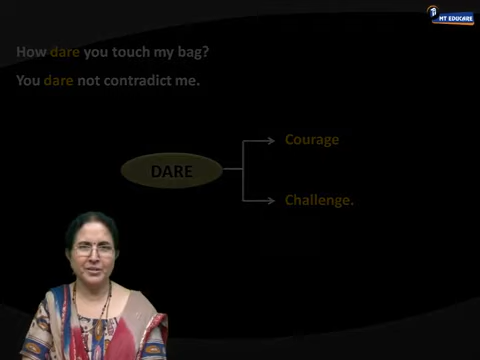 MT EDUCARE
How dare you touch my bag?
You dare not contradict me.
Courage
DARE
Challenge.